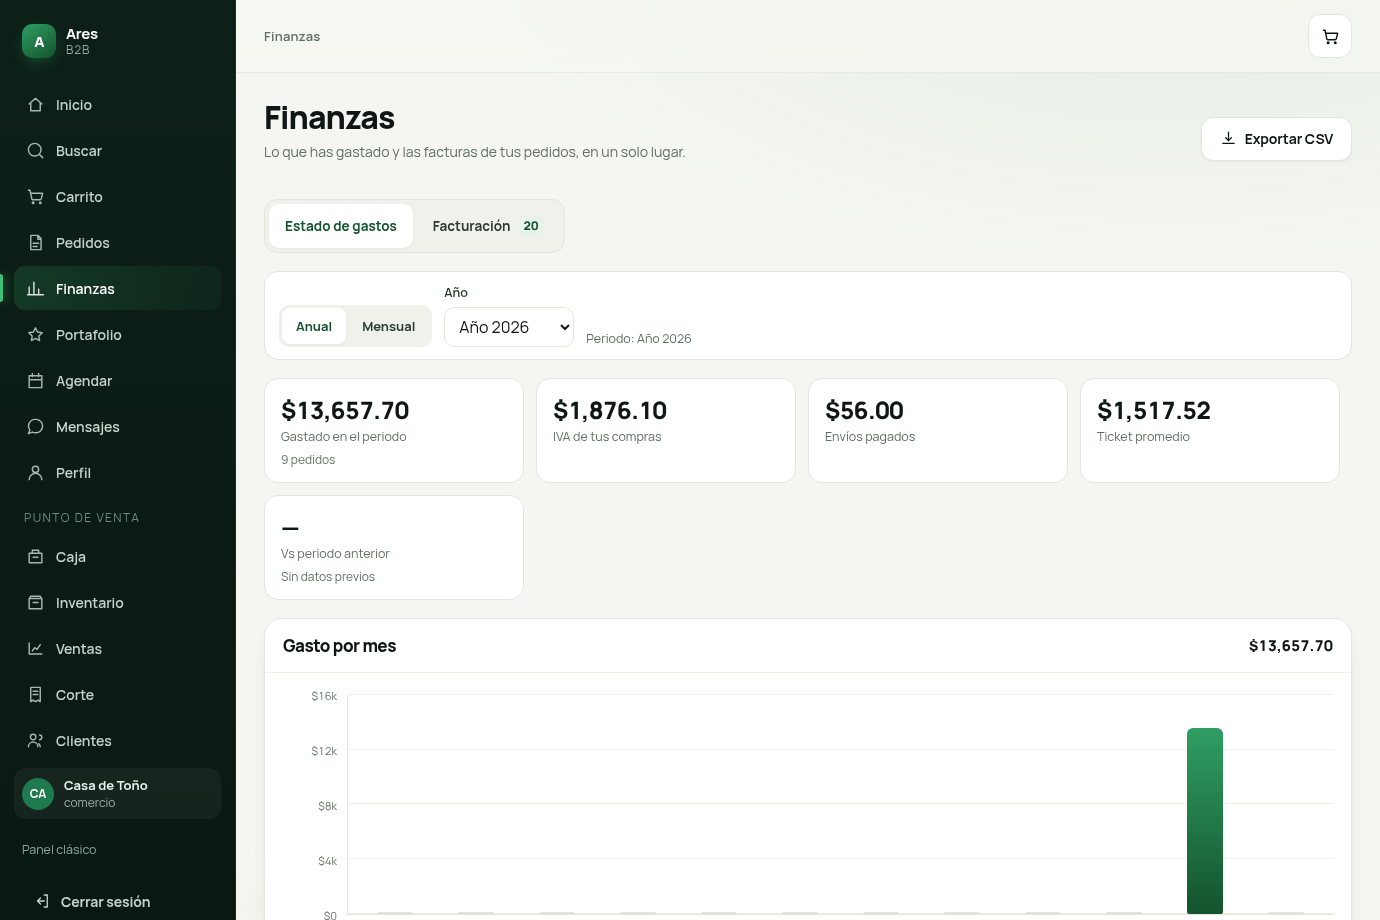 A
Ares
B2B
Inicio
Buscar
Carrito
Pedidos
Finanzas
Portafolio
Agendar
Mensajes
Perfil
PUNTO DE VENTA
Caja
Inventario
Ventas
Corte
Clientes
CA
Casa de Toño
comercio
Panel clásico
Cerrar sesión
Finanzas
Finanzas
Lo que has gastado y las facturas de tus pedidos, en un solo lugar.
Exportar CSV
Estado de gastos
Facturación 20
Anual
Mensual
Año
Año 2026
Periodo: Año 2026
$13,657.70
Gastado en el periodo
9 pedidos
$1,876.10
IVA de tus compras
$56.00
Envíos pagados
$1,517.52
Ticket promedio
—
Vs periodo anterior
Sin datos previos
Gasto por mes
$13,657.70
$16k
$12k
$8k
$4k
$0